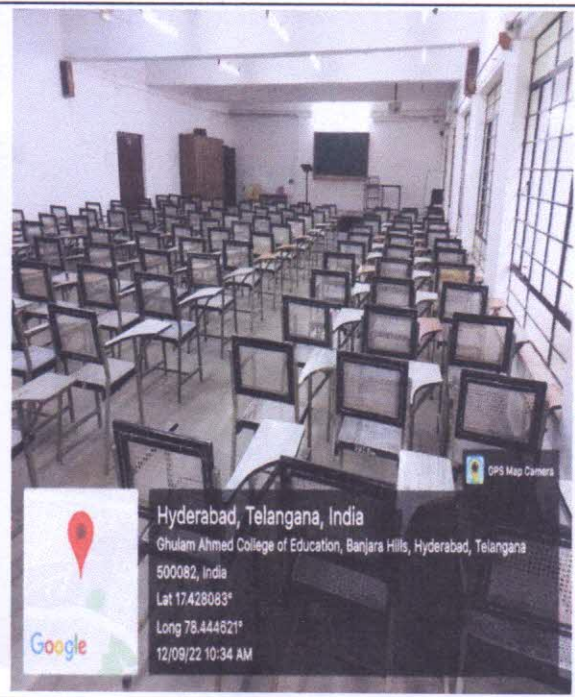 GPS Map Camera
Hyderabad, Telangana, India
Ghulam Ahmed College of Education, Banjara Hills, Hyderabad, Telangana
500082, India
Lat 17.428083°
Long 78.444621°
12/09/22 10:34 AM
Google